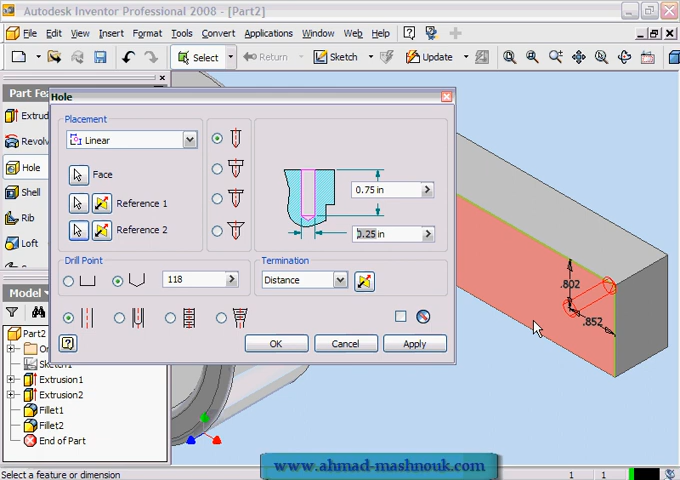 Autodesk Inventor Professional 2008 - [Part2]
File Edit View Insert Format Tools Convert Applications Window Web Help
Select Return Sketch Update
Part Fea
Extrud
Revolv
Hole
Shell
Rib
Loft
Hole
Placement
Linear
Face
Reference 1
Reference 2
0.75 in
0.25 in
Drill Point
118
Termination
Distance
OK Cancel Apply
.802
.852
Model
Part2
Or
Sketch1
Extrusion1
Extrusion2
Fillet1
Fillet2
End of Part
www.ahmad-mashnouk.com
Select a feature or dimension
1 1